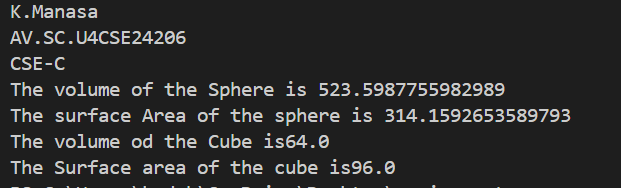 K.Manasa
AV.SC.U4CSE24206
CSE-C
The volume of the Sphere is 523.5987755982989
The surface Area of the sphere is 314.1592653589793
The volume od the Cube is64.0
The Surface area of the cube is96.0